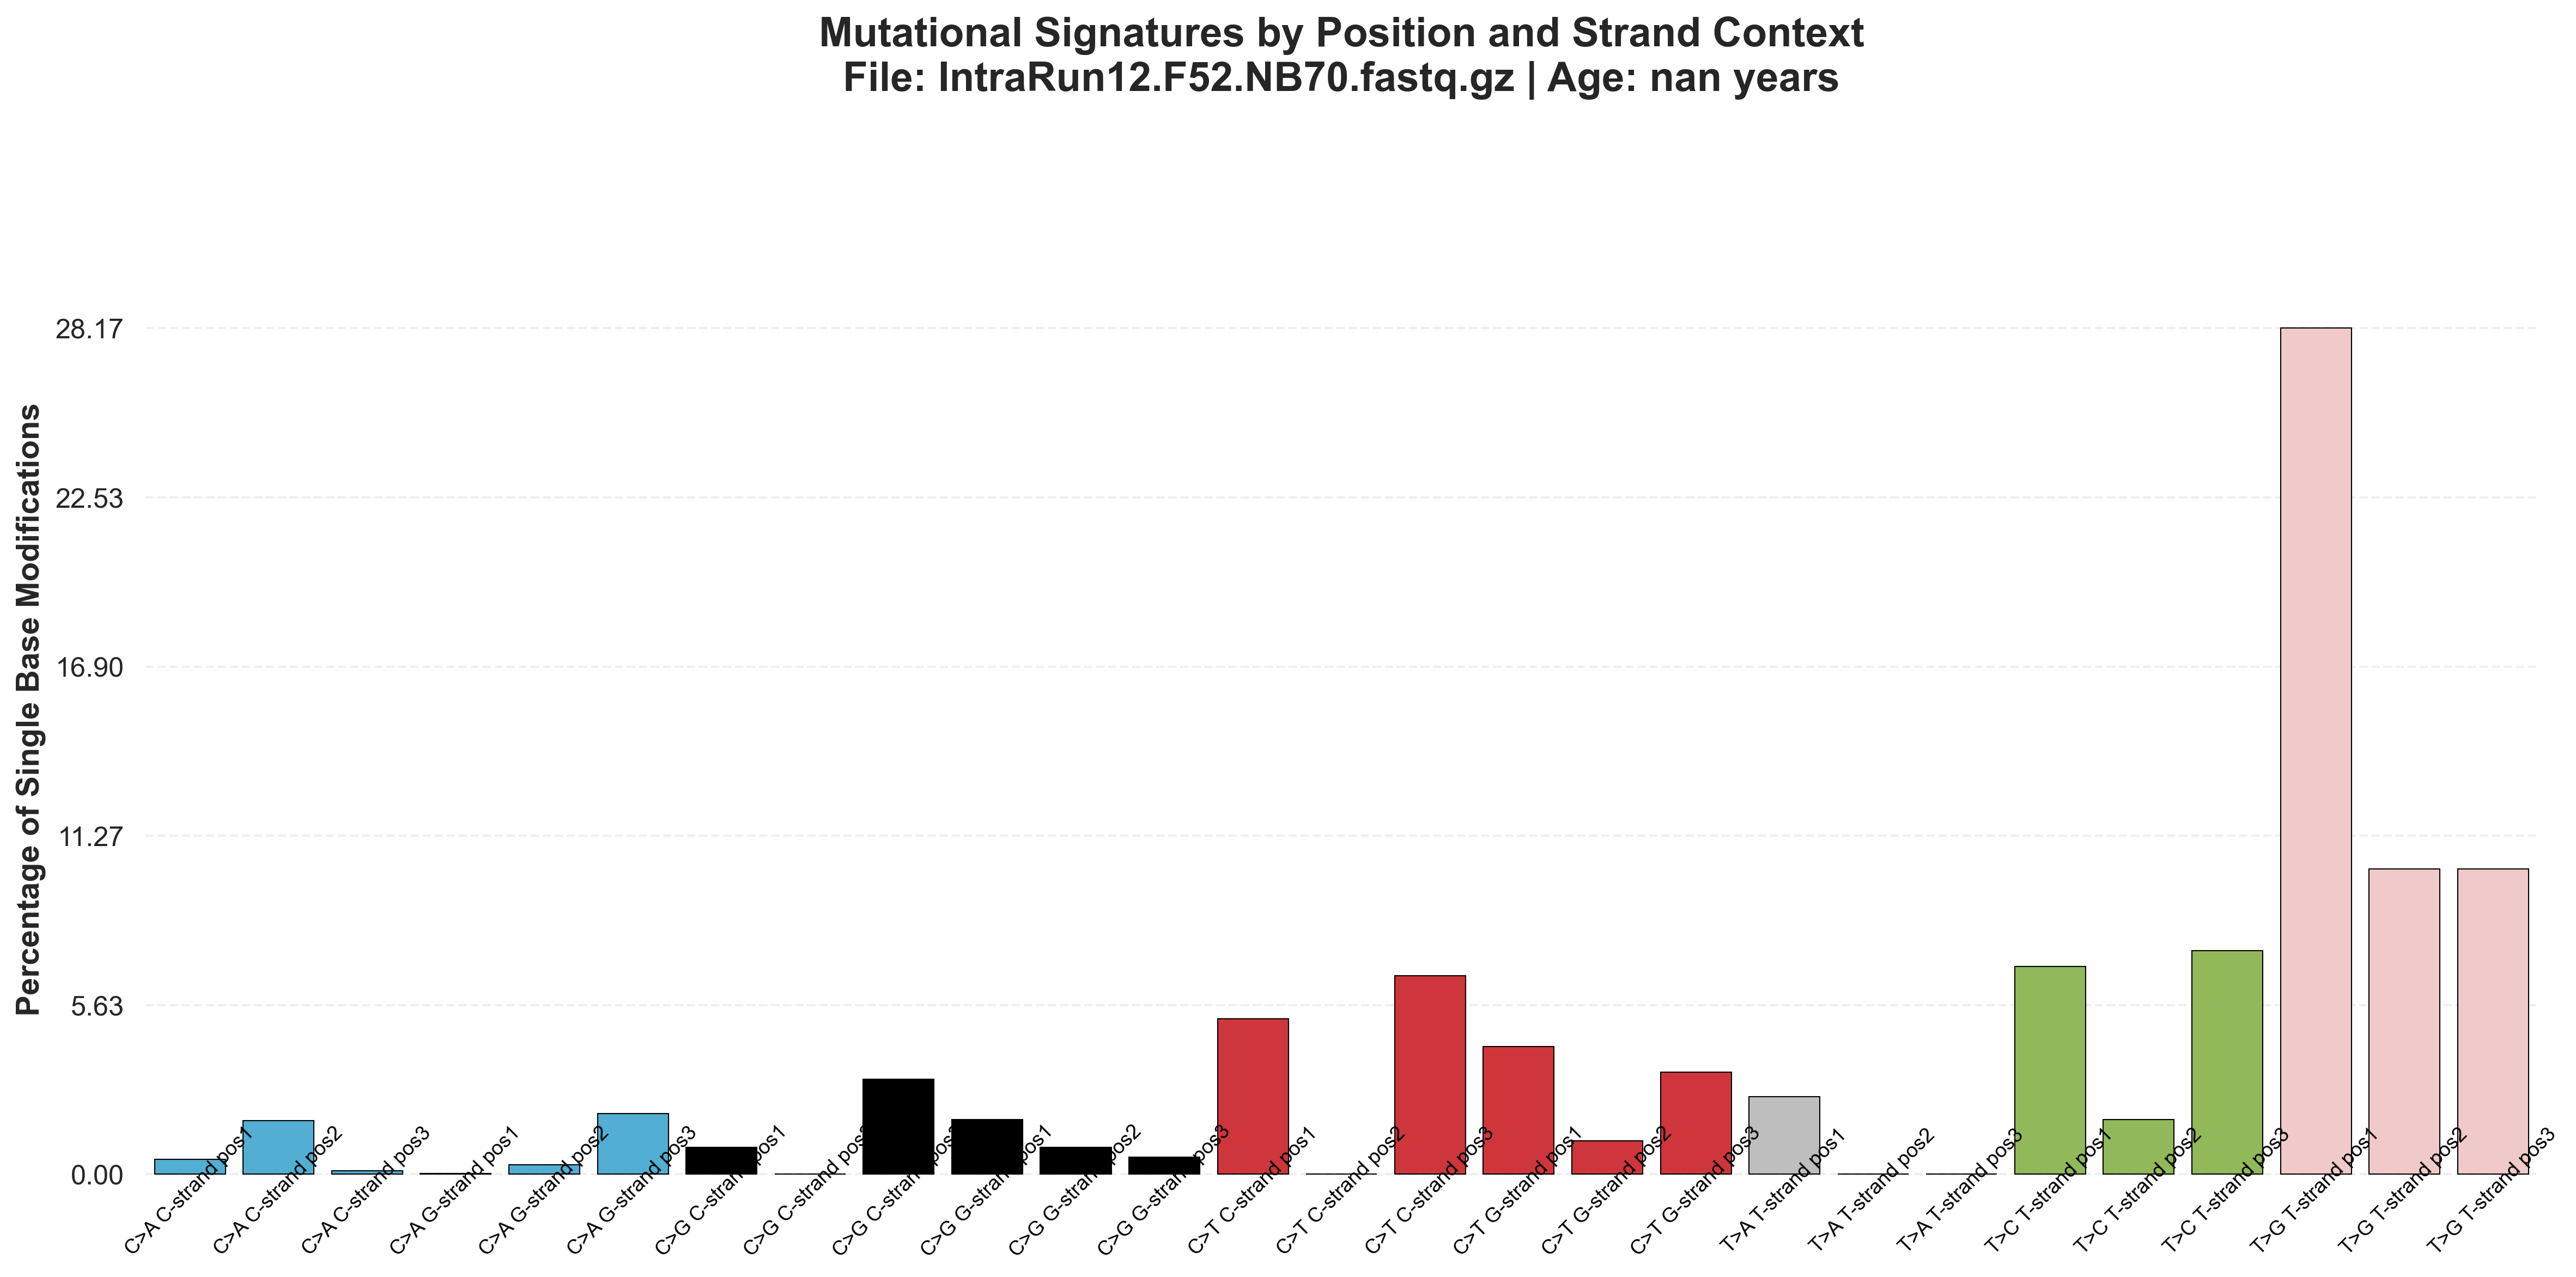 Mutational Signatures by Position and Strand Context
File: IntraRun12.F52.NB70.fastq.gz | Age: nan years
Percentage of Single Base Modifications
28.17
22.53
16.90
11.27
5.63
0.00
C>A C-strand pos1
C>A C-strand pos2
C>A C-strand pos3
C>A G-strand pos1
C>A G-strand pos2
C>A G-strand pos3
C>G C-strand pos1
C>G C-strand pos2
C>G C-strand pos3
C>G G-strand pos1
C>G G-strand pos2
C>G G-strand pos3
C>T C-strand pos1
C>T C-strand pos2
C>T C-strand pos3
C>T G-strand pos1
C>T G-strand pos2
C>T G-strand pos3
T>A T-strand pos1
T>A T-strand pos2
T>A T-strand pos3
T>C T-strand pos1
T>C T-strand pos2
T>C T-strand pos3
T>G T-strand pos1
T>G T-strand pos2
T>G T-strand pos3